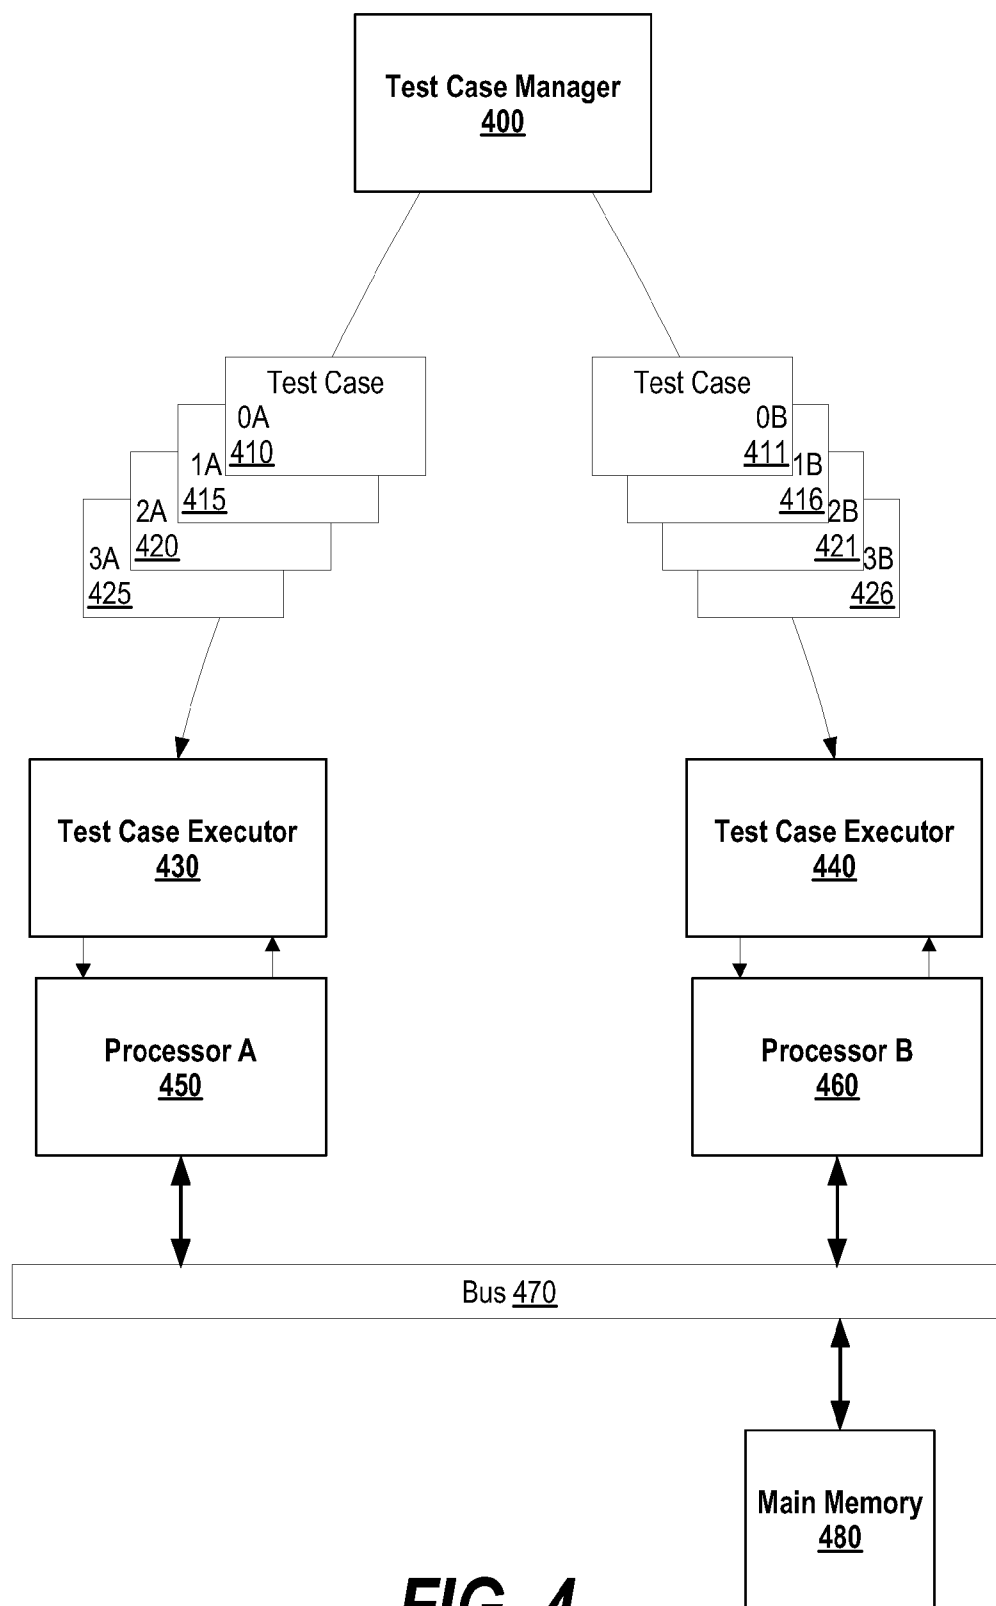 Test Case Manager
400
Test Case
0A
410
1A
415
2A
420
3A
425
Test Case
0B
411
1B
416
2B
421
3B
426
Test Case Executor
430
Test Case Executor
440
Processor A
450
Processor B
460
Bus 470
Main Memory
480
FIG. 4